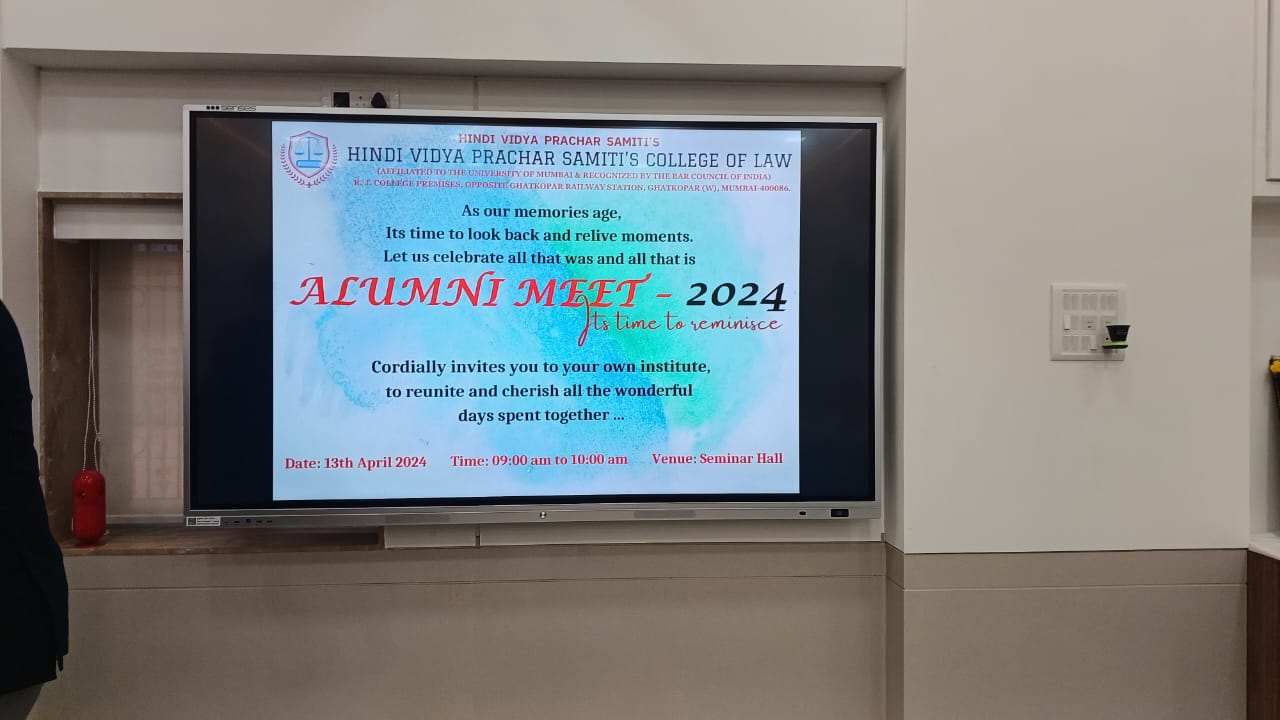 senses
HINDI VIDYA PRACHAR SAMITI'S
HINDI VIDYA PRACHAR SAMITI'S COLLEGE OF LAW
(AFFILIATED TO THE UNIVERSITY OF MUMBAI & RECOGNIZED BY THE BAR COUNCIL OF INDIA)
R. J. COLLEGE PREMISES, OPPOSITE GHATKOPAR RAILWAY STATION, GHATKOPAR (W), MUMBAI-400086.
As our memories age,
Its time to look back and relive moments.
Let us celebrate all that was and all that is
ALUMNI MEET - 2024
Its time to reminisce
Cordially invites you to your own institute,
to reunite and cherish all the wonderful
days spent together ...
Date: 13th April 2024 Time: 09:00 am to 10:00 am Venue: Seminar Hall